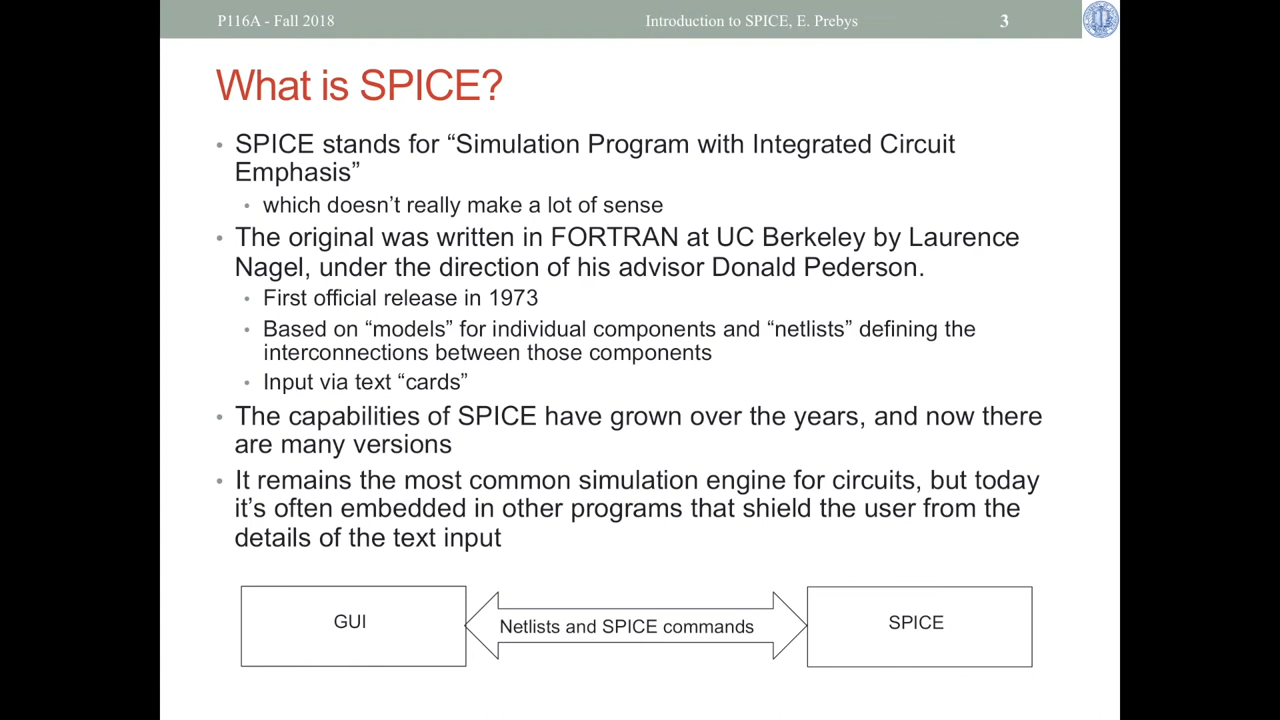 P116A - Fall 2018
Introduction to SPICE, E. Prebys
3
What is SPICE?
• SPICE stands for “Simulation Program with Integrated Circuit
Emphasis”
• which doesn’t really make a lot of sense
• The original was written in FORTRAN at UC Berkeley by Laurence
Nagel, under the direction of his advisor Donald Pederson.
• First official release in 1973
• Based on “models” for individual components and “netlists” defining the
interconnections between those components
• Input via text “cards”
• The capabilities of SPICE have grown over the years, and now there
are many versions
• It remains the most common simulation engine for circuits, but today
it’s often embedded in other programs that shield the user from the
details of the text input
GUI
Netlists and SPICE commands
SPICE